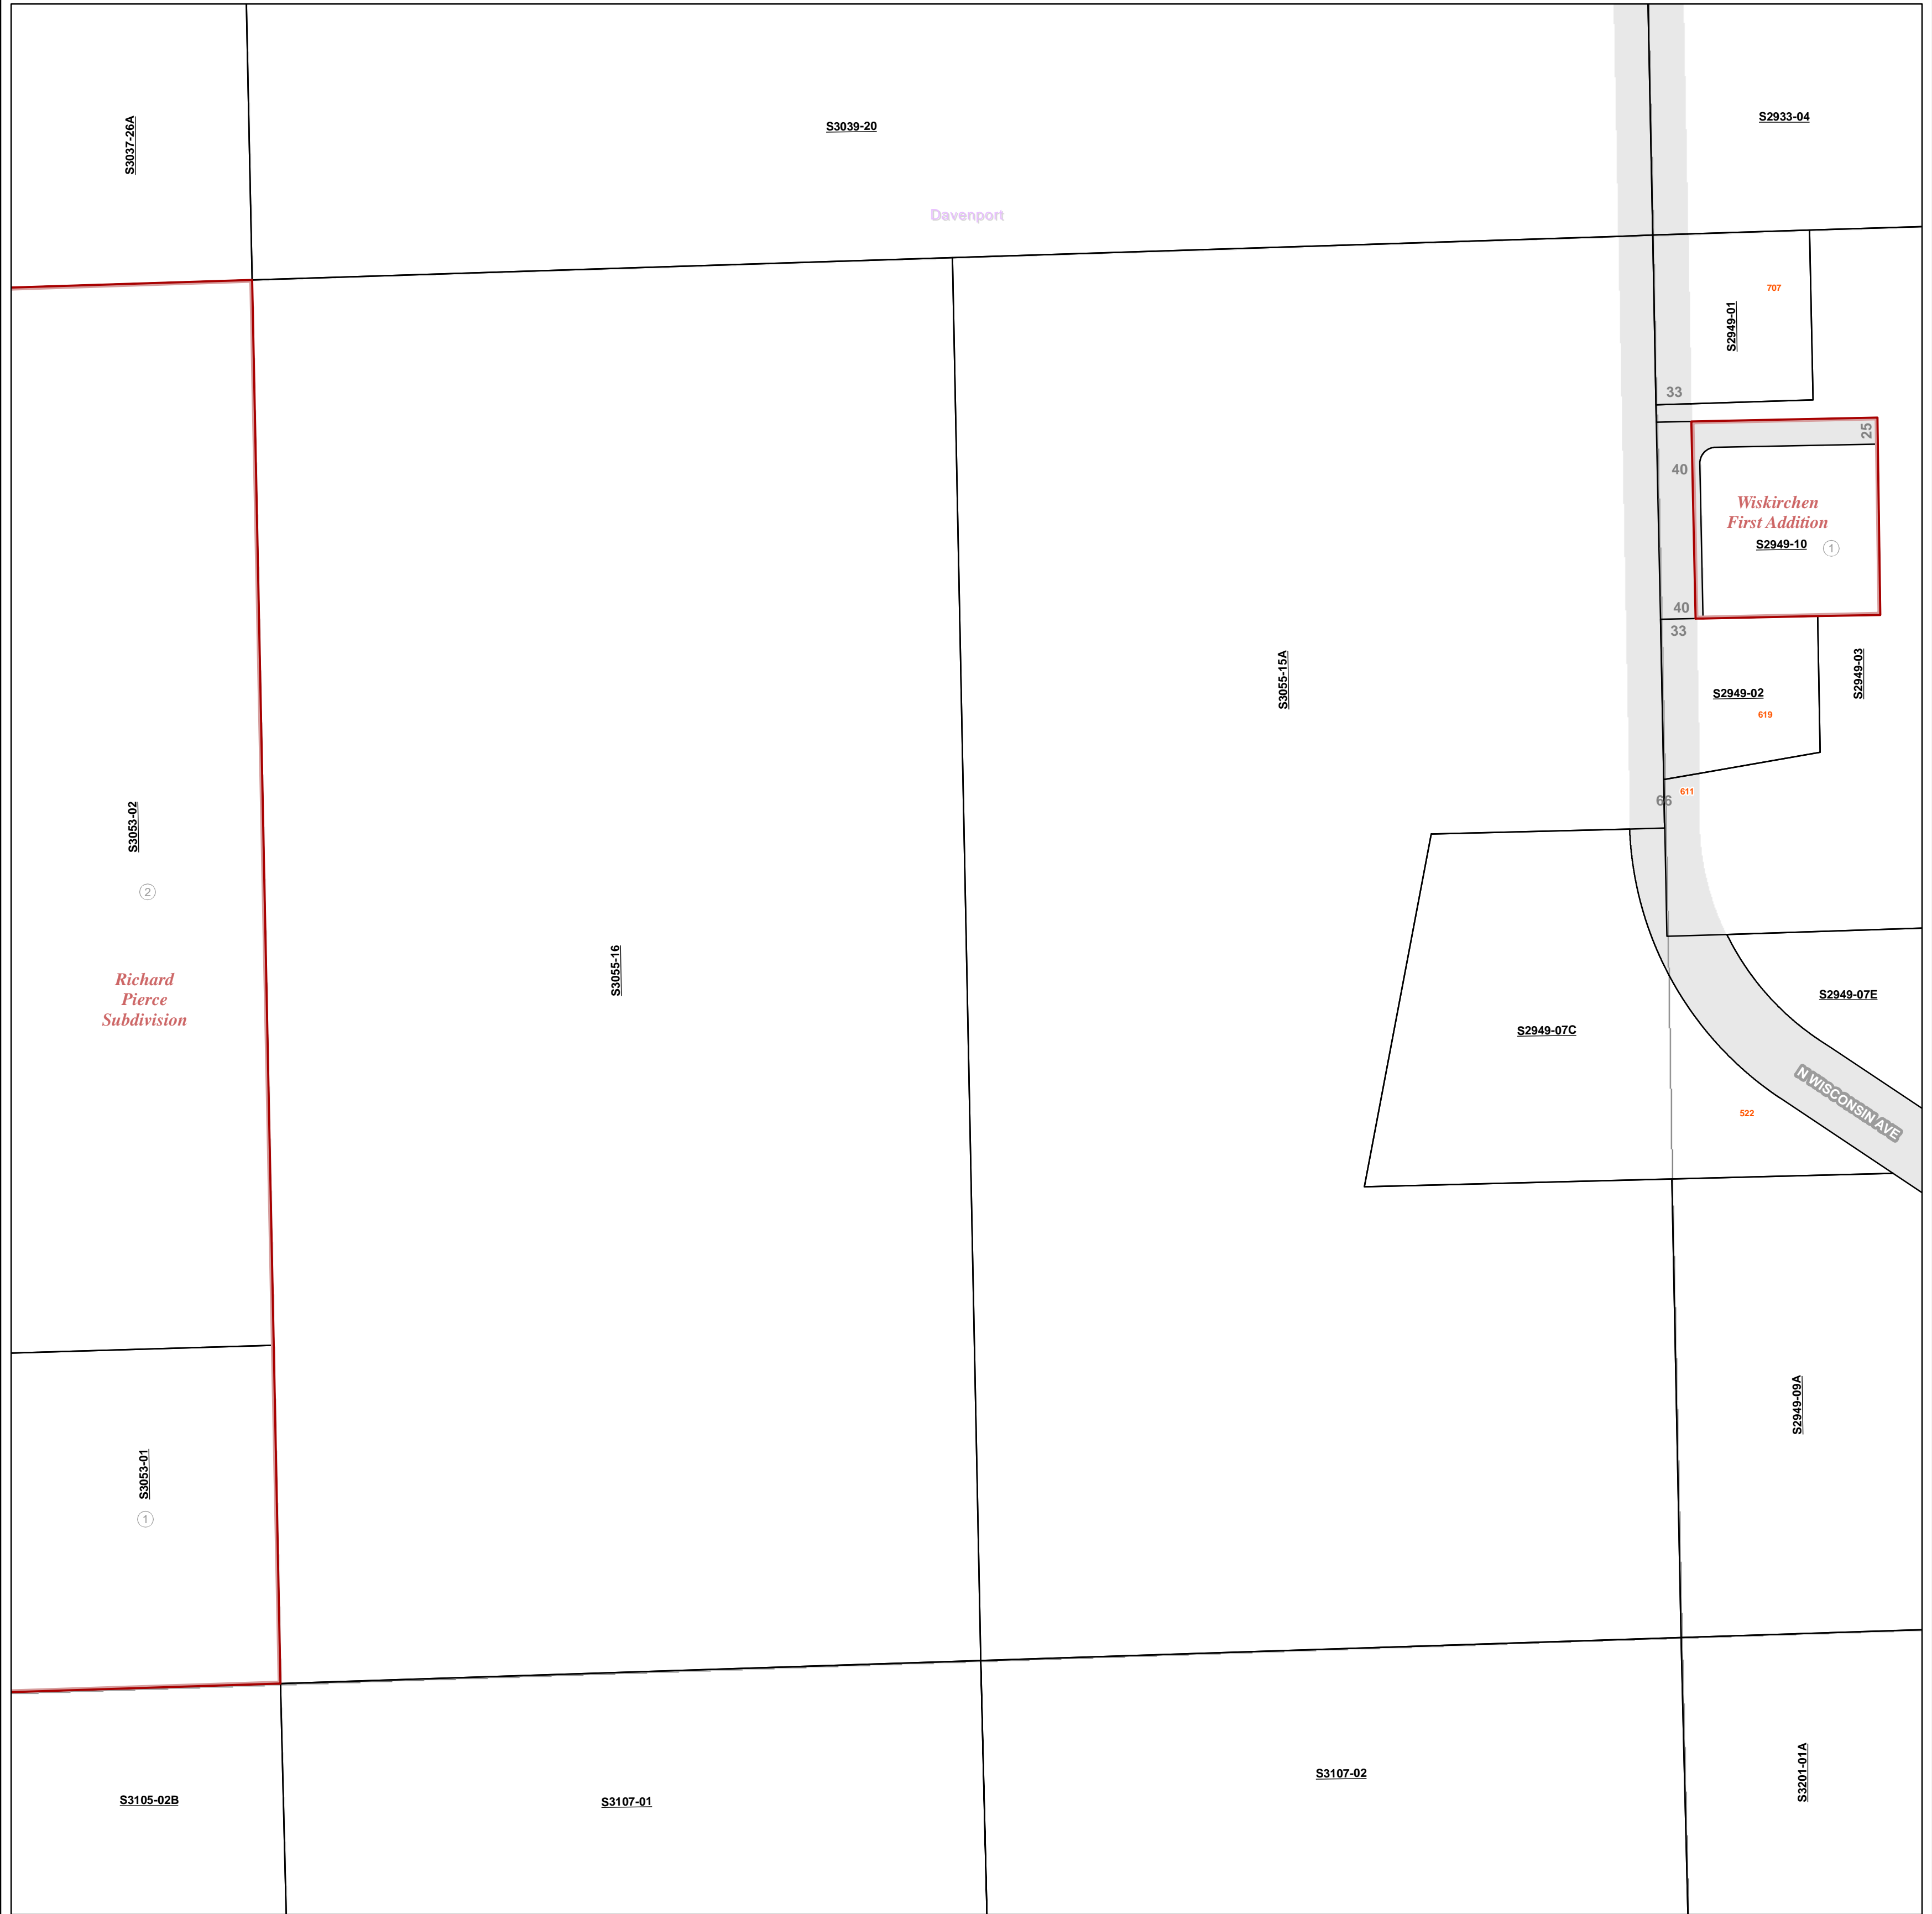 S3037-26A
S3039-20
S2933-04
Davenport
707
S2949-01
33
25
40
Wiskirchen
First Addition
S2949-10
1
40
33
S2949-03
S3055-15A
S2949-02
619
611
66
S3053-02
2
S3055-16
Richard
Pierce
Subdivision
S2949-07E
S2949-07C
N WISCONSIN AVE
522
S2949-09A
S3053-01
1
S3107-02
S3201-01A
S3105-02B
S3107-01